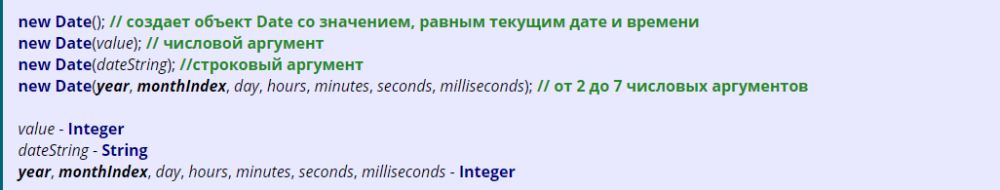 new Date(); // создает объект Date со значением, равным текущим дате и времени
new Date(value); // числовой аргумент
new Date(dateString); //строковый аргумент
new Date(year, monthIndex, day, hours, minutes, seconds, milliseconds); // от 2 до 7 числовых аргументов
value - Integer
dateString - String
year, monthIndex, day, hours, minutes, seconds, milliseconds - Integer